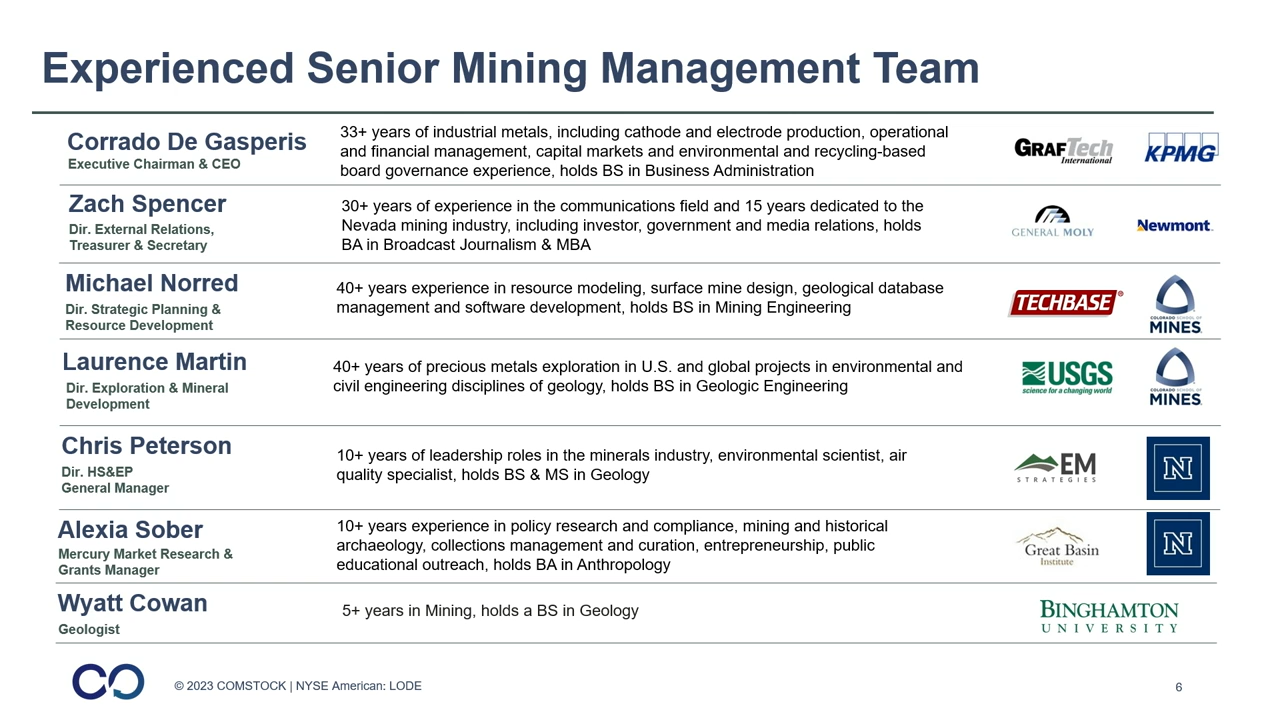 Experienced Senior Mining Management Team
Corrado De Gasperis
Executive Chairman & CEO
33+ years of industrial metals, including cathode and electrode production, operational
and financial management, capital markets and environmental and recycling-based
board governance experience, holds BS in Business Administration
GRAFTech
International
KPMG
Zach Spencer
Dir. External Relations,
Treasurer & Secretary
30+ years of experience in the communications field and 15 years dedicated to the
Nevada mining industry, including investor, government and media relations, holds
BA in Broadcast Journalism & MBA
GENERAL MOLY
Newmont
Michael Norred
Dir. Strategic Planning &
Resource Development
40+ years experience in resource modeling, surface mine design, geological database
management and software development, holds BS in Mining Engineering
TECHBASE®
COLORADO SCHOOL OF
MINES
Laurence Martin
Dir. Exploration & Mineral
Development
40+ years of precious metals exploration in U.S. and global projects in environmental and
civil engineering disciplines of geology, holds BS in Geologic Engineering
USGS
science for a changing world
COLORADO SCHOOL OF
MINES
Chris Peterson
Dir. HS&EP
General Manager
10+ years of leadership roles in the minerals industry, environmental scientist, air
quality specialist, holds BS & MS in Geology
EM
STRATEGIES
N
Alexia Sober
Mercury Market Research &
Grants Manager
10+ years experience in policy research and compliance, mining and historical
archaeology, collections management and curation, entrepreneurship, public
educational outreach, holds BA in Anthropology
Great Basin
Institute
N
Wyatt Cowan
Geologist
5+ years in Mining, holds a BS in Geology
BINGHAMTON
UNIVERSITY
© 2023 COMSTOCK | NYSE American: LODE
6